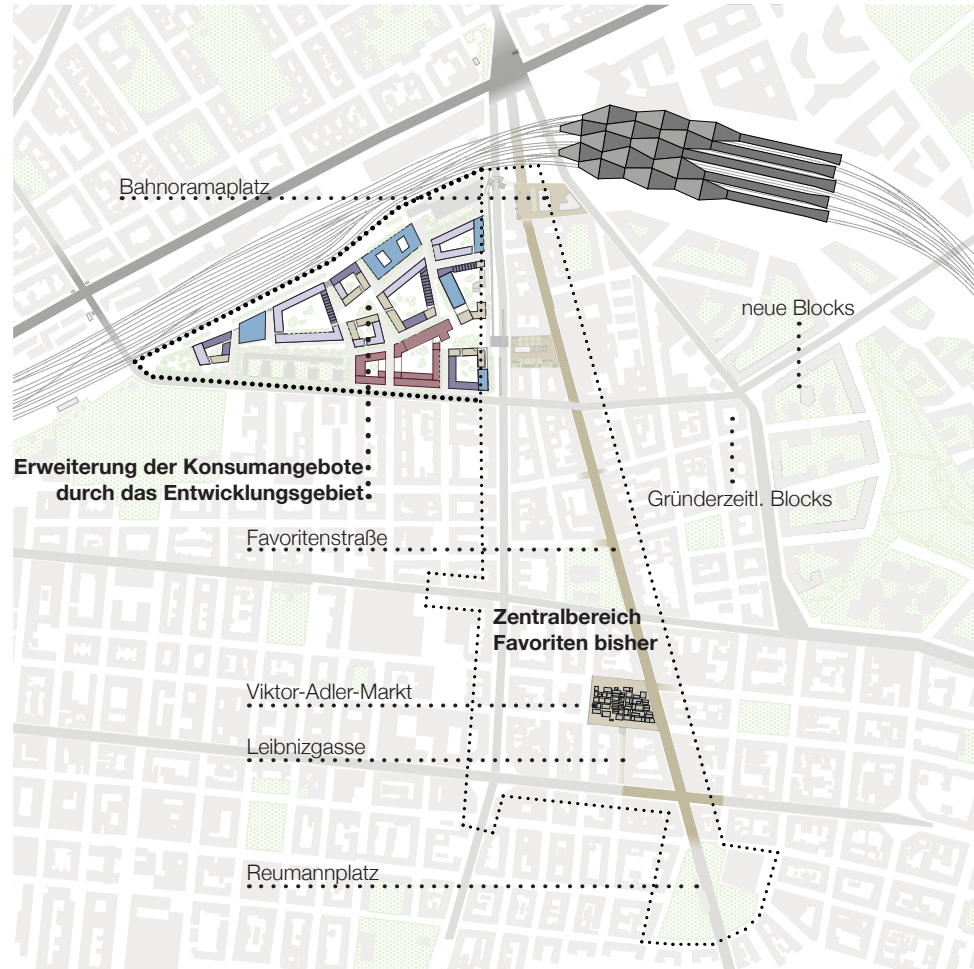 Bahnoramaplatz
neue Blocks
Erweiterung der Konsumangebote
durch das Entwicklungsgebiet
Gründerzeitl. Blocks
Favoritenstraße
Zentralbereich
Favoriten bisher
Viktor-Adler-Markt
Leibnizgasse
Reumannplatz